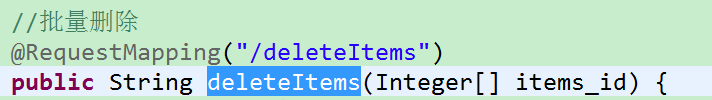 //批量删除
@RequestMapping("/deleteItems")
public String deleteItems(Integer[] items_id) {